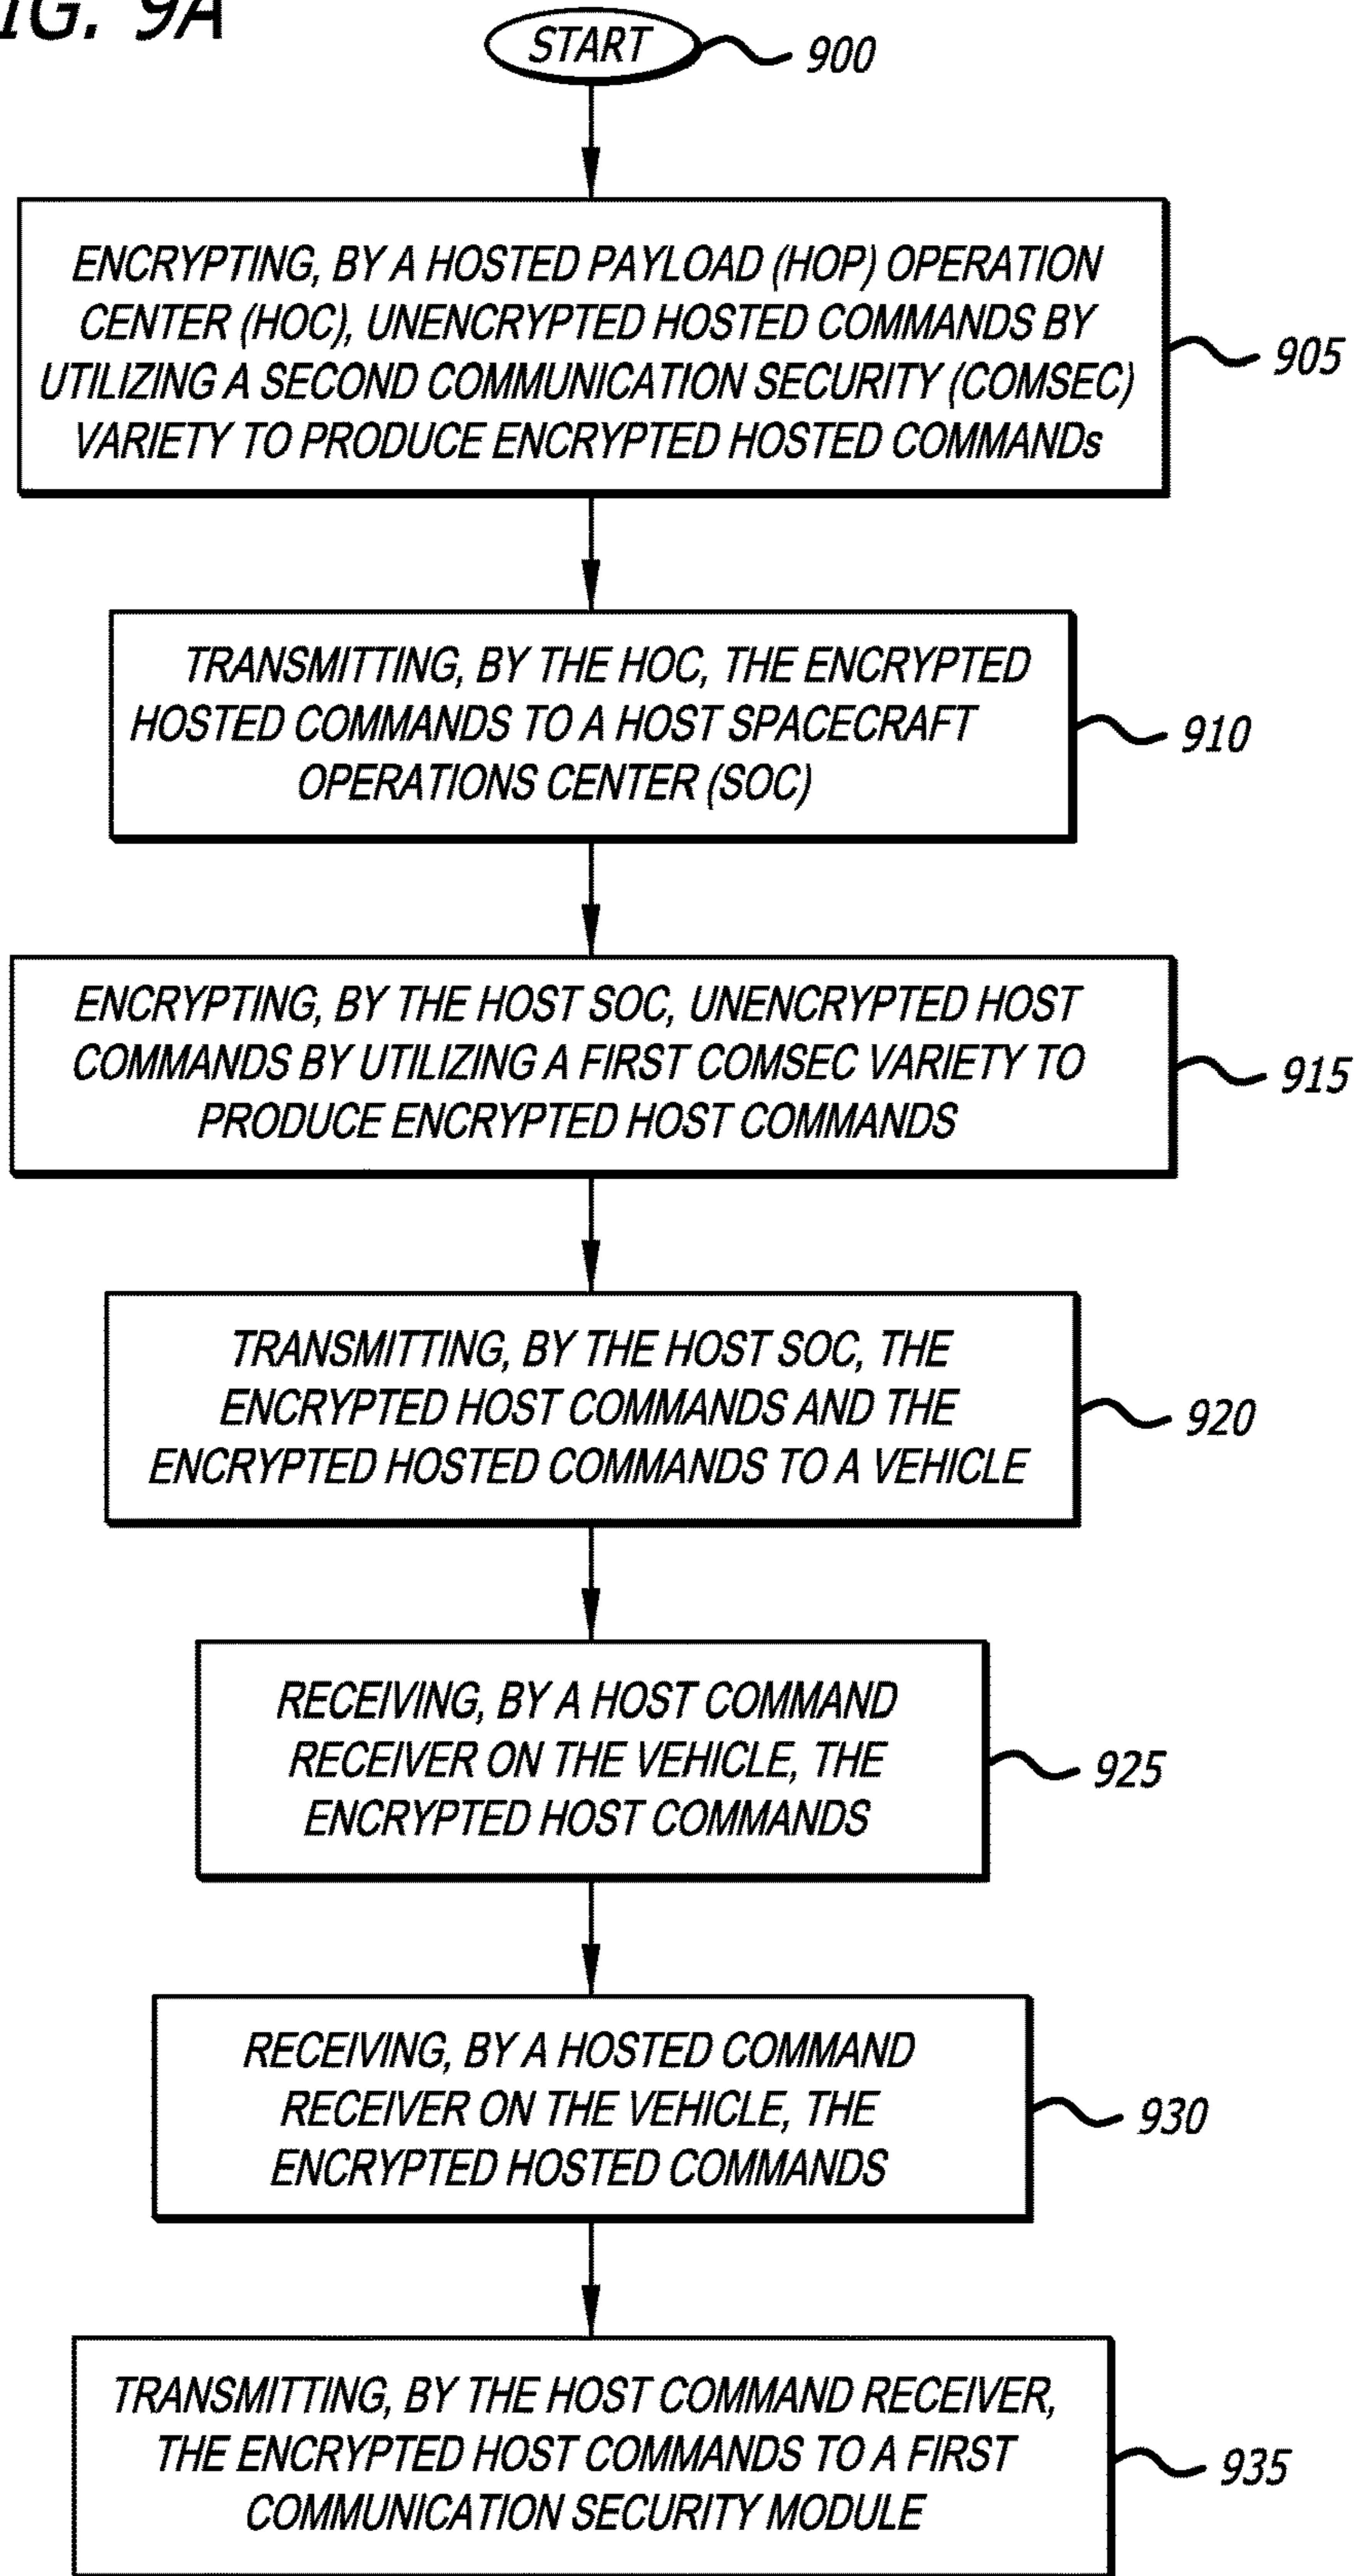 IG. 9A
START
900
ENCRYPTING, BY A HOSTED PAYLOAD (HOP) OPERATION
CENTER (HOC), UNENCRYPTED HOSTED COMMANDS BY
UTILIZING A SECOND COMMUNICATION SECURITY (COMSEC)
VARIETY TO PRODUCE ENCRYPTED HOSTED COMMANDs
905
TRANSMITTING, BY THE HOC, THE ENCRYPTED
HOSTED COMMANDS TO A HOST SPACECRAFT
OPERATIONS CENTER (SOC)
910
ENCRYPTING, BY THE HOST SOC, UNENCRYPTED HOST
COMMANDS BY UTILIZING A FIRST COMSEC VARIETY TO
PRODUCE ENCRYPTED HOST COMMANDS
915
TRANSMITTING, BY THE HOST SOC, THE
ENCRYPTED HOST COMMANDS AND THE
ENCRYPTED HOSTED COMMANDS TO A VEHICLE
920
RECEIVING, BY A HOST COMMAND
RECEIVER ON THE VEHICLE, THE
ENCRYPTED HOST COMMANDS
925
RECEIVING, BY A HOSTED COMMAND
RECEIVER ON THE VEHICLE, THE
ENCRYPTED HOSTED COMMANDS
930
TRANSMITTING, BY THE HOST COMMAND RECEIVER,
THE ENCRYPTED HOST COMMANDS TO A FIRST
COMMUNICATION SECURITY MODULE
935